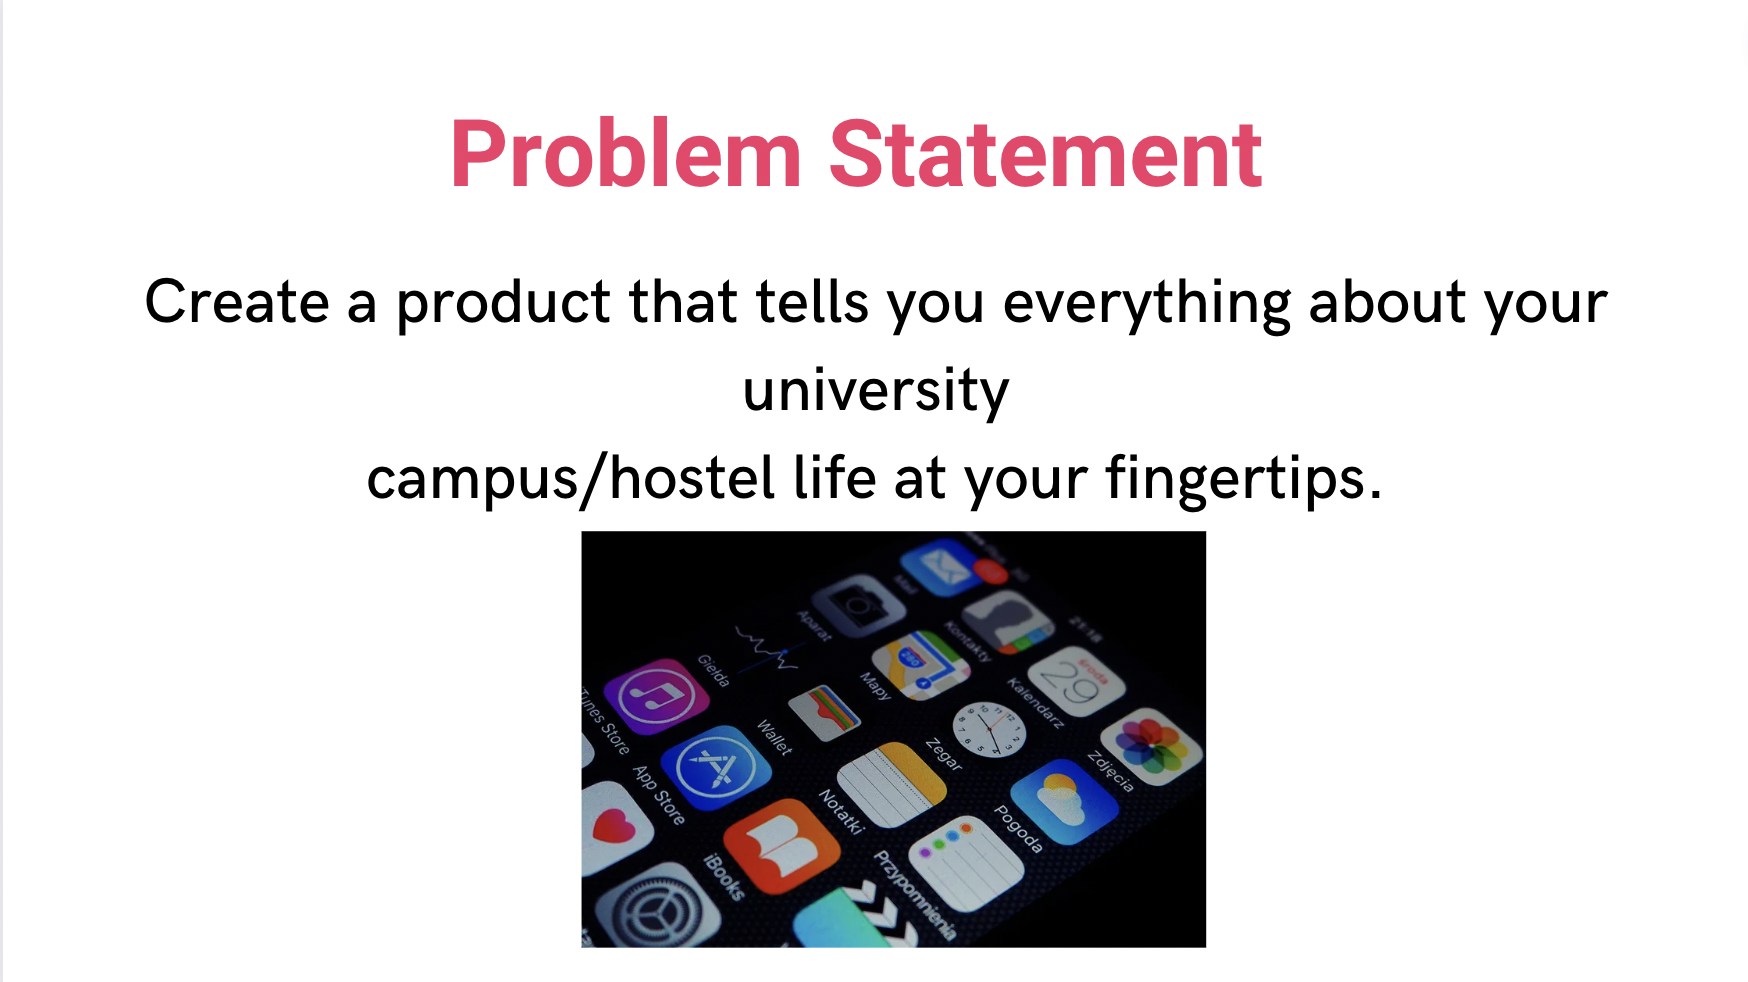 Problem Statement
Create a product that tells you everything about your
university
campus/hostel life at your fingertips.
Mail
21:18
Aparat
Kontakty
środa
29
Giełda
Mapy
280
Kalendarz
iTunes Store
Wallet
Zegar
Zdjęcia
App Store
Notatki
Pogoda
iBooks
Przypomnienia